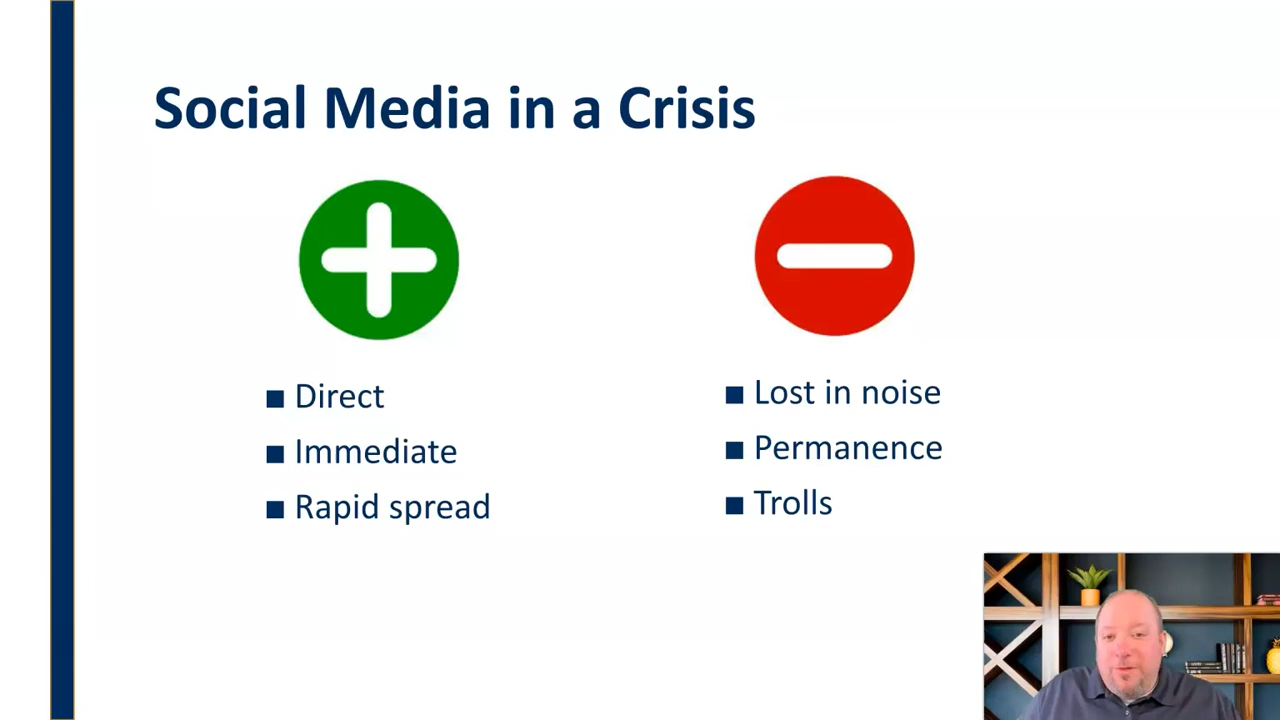 Social Media in a Crisis
Direct
Immediate
Rapid spread
Lost in noise
Permanence
Trolls